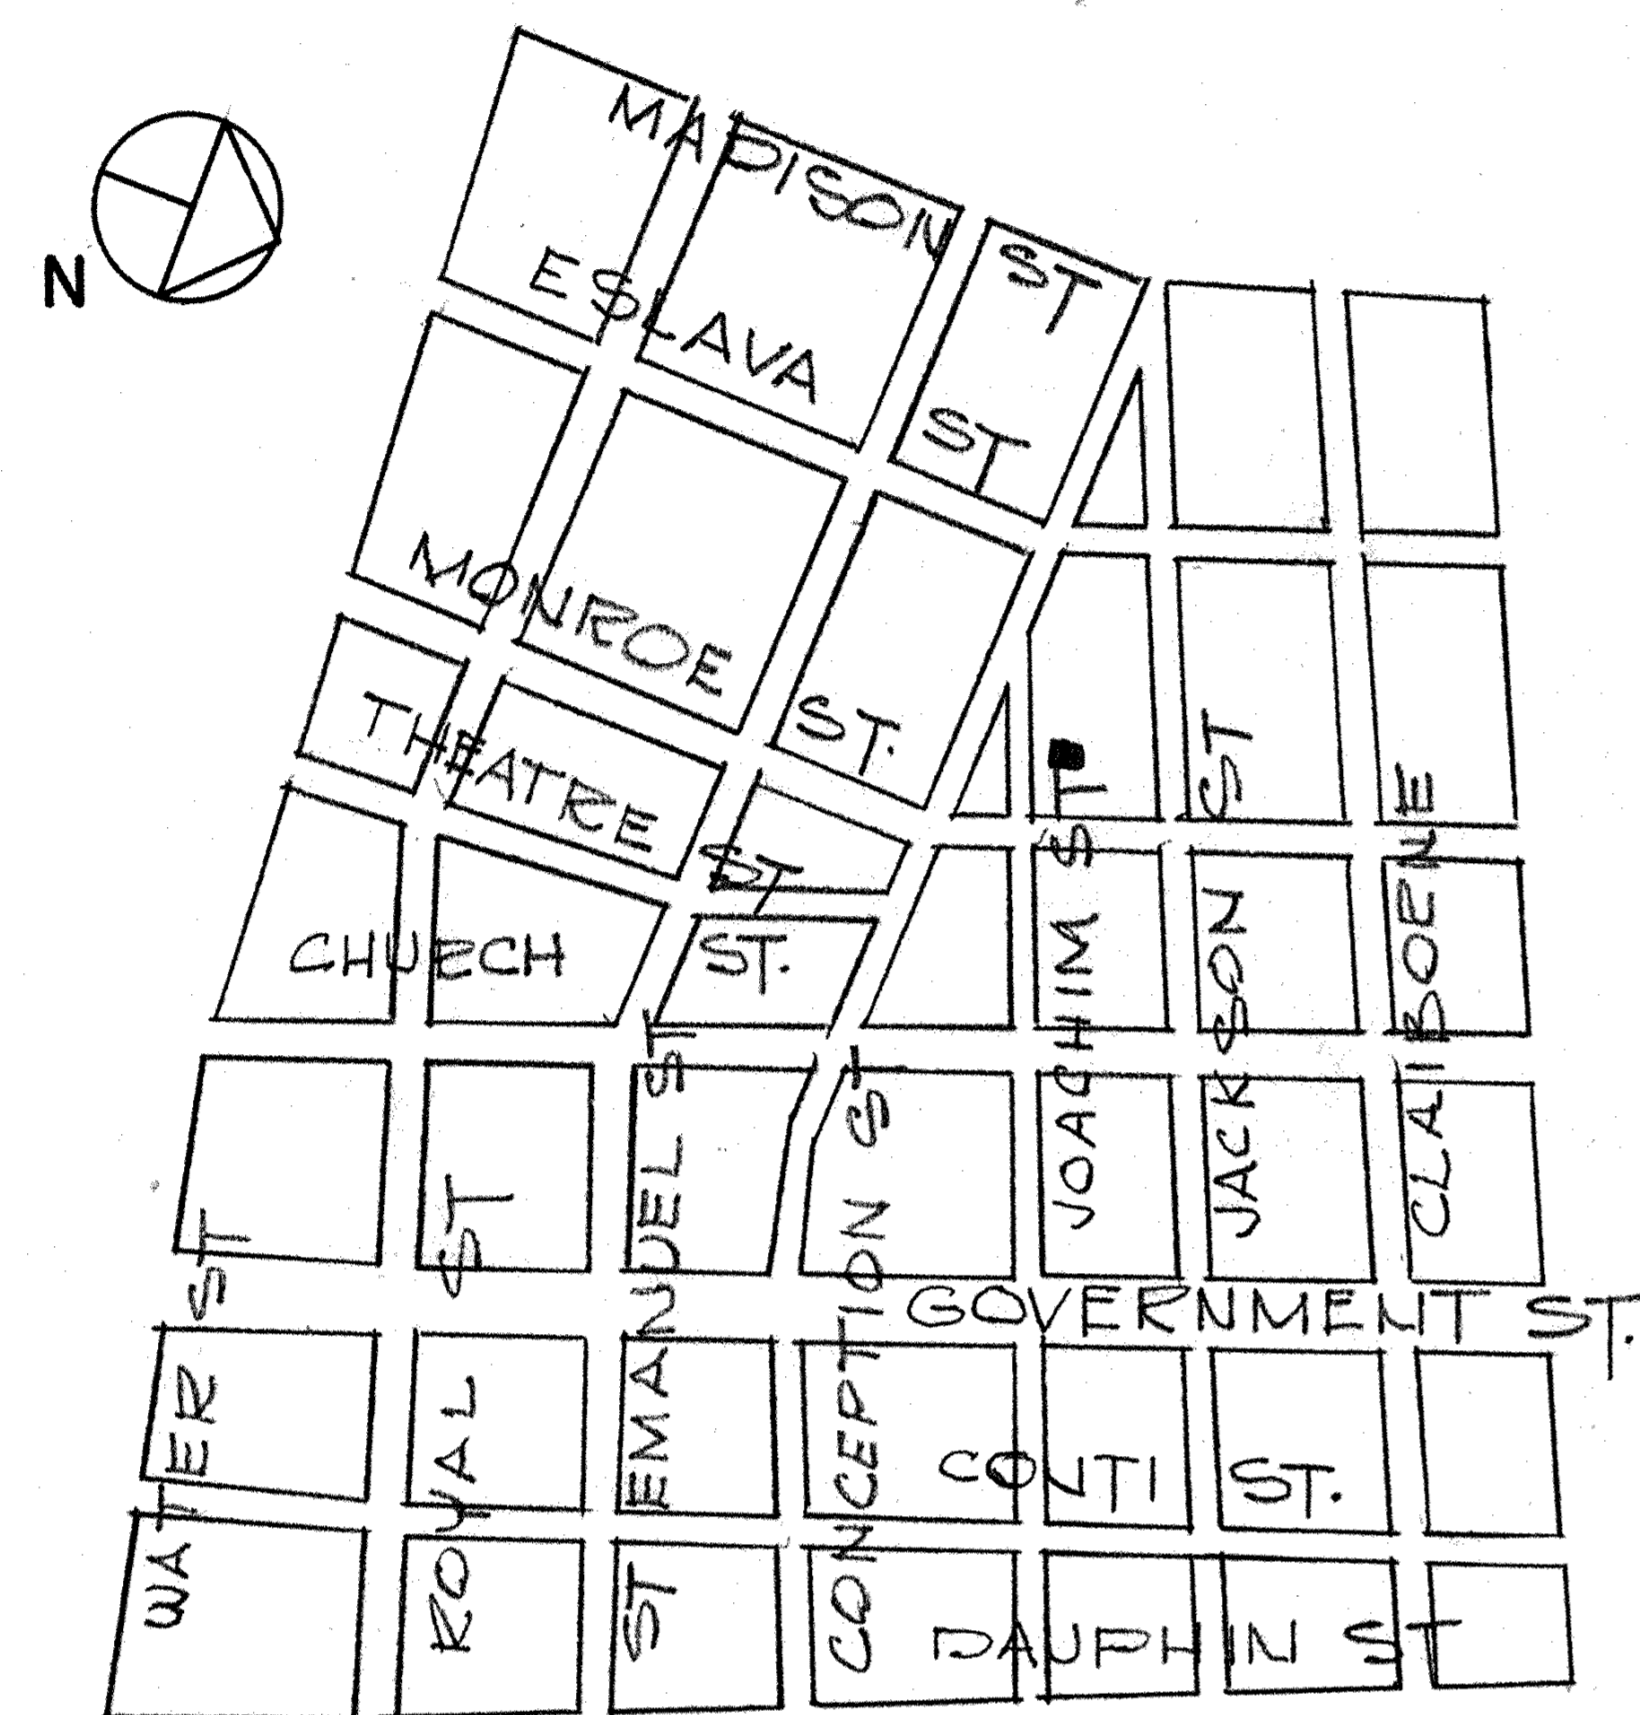 MADISON ST
N
ESLAVA ST
MONROE ST.
THEATRE ST
CHURCH ST.
WATER ST
ROYAL ST
EMANUEL ST
ST
CONCEPTION ST
JOACHIM ST
JACKSON ST
CLAIBORNE
GOVERNMENT ST.
CONTI ST.
DAUPHIN ST